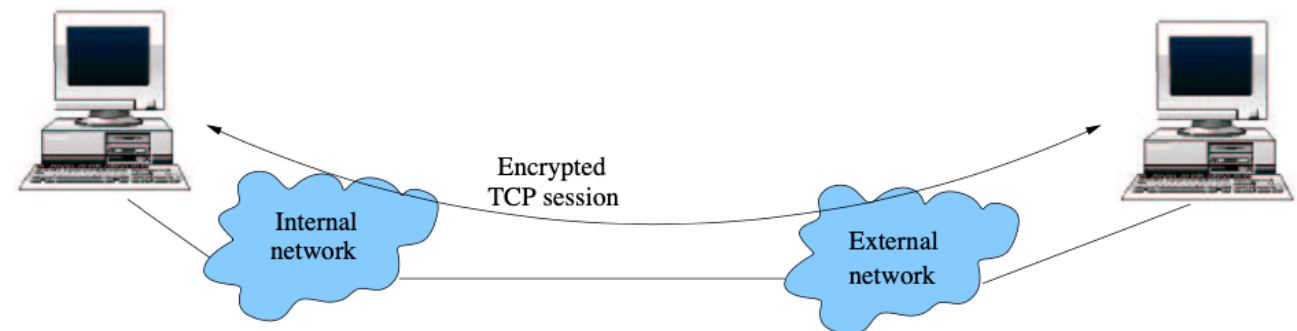 Encrypted
TCP session
Internal
network
External
network